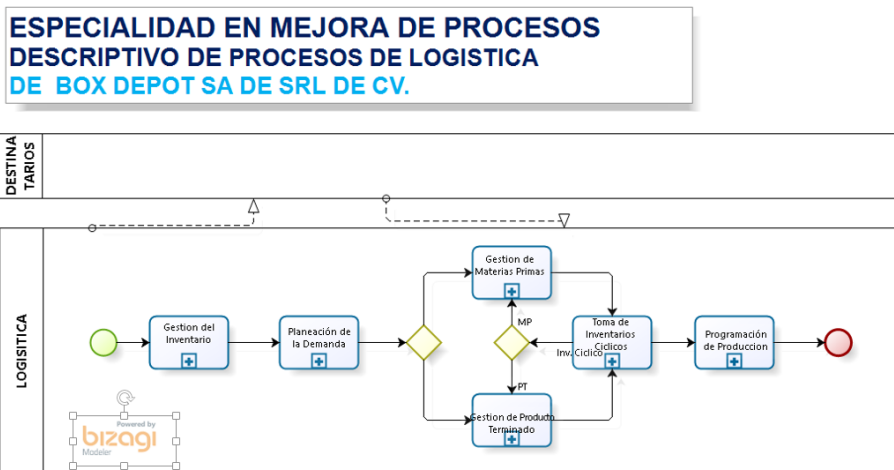 ESPECIALIDAD EN MEJORA DE PROCESOS
DESCRIPTIVO DE PROCESOS DE LOGISTICA
DE BOX DEPOT SA DE SRL DE CV.
DESTINA
TARIOS
LOGISITICA
Gestion del
Inventario
Planeación de
la Demanda
Gestion de
Materias Primas
MP
PT
Gestion de Producto
Terminado
Toma de
Inventarios
Ciclicos
Inv. Ciclico
Programación
de Produccion
Powered by
bizagi
Modeler